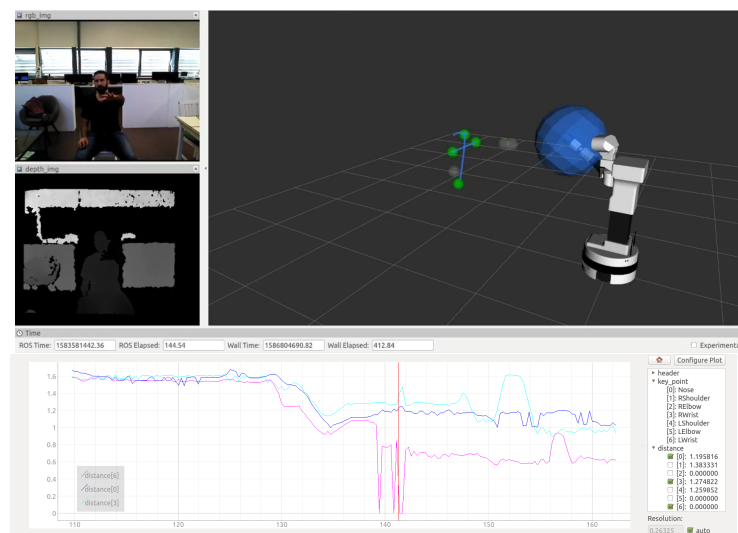 rgb_img
depth_img
Time
ROS Time: 1583581442.36 ROS Elapsed: 144.54 Wall Time: 1586804690.82 Wall Elapsed: 412.84 Experimenta
Configure Plot
header
key_point
[0]: Nose
[1]: RShoulder
[2]: RElbow
[3]: RWrist
[4]: LShoulder
[5]: LElbow
[6]: LWrist
distance
[0]: 1.195816
[1]: 1.383331
[2]: 0.000000
[3]: 1.274822
[4]: 1.259852
[5]: 0.000000
[6]: 0.000000
Resolution:
0.26325 auto
1.6
1.4
1.2
1
0.8
0.6
0.4
0.2
0
distance[6]
distance[0]
distance[3]
110 120 130 140 150 160